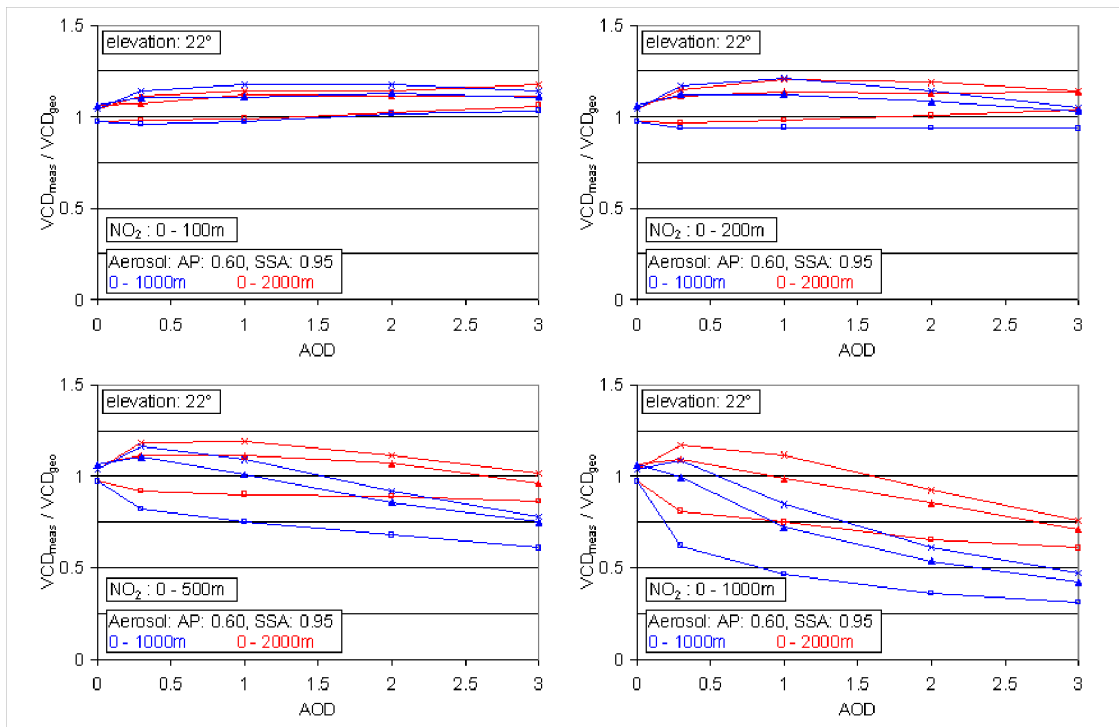 1.5
elevation: 22°
1
VCDmeas / VCDgeo
0.5
NO2 : 0 - 100m
Aerosol: AP: 0.60, SSA: 0.95
0 - 1000m 0 - 2000m
0
0 0.5 1 1.5 2 2.5 3
AOD
1.5
elevation: 22°
1
VCDmeas / VCDgeo
0.5
NO2 : 0 - 200m
Aerosol: AP: 0.60, SSA: 0.95
0 - 1000m 0 - 2000m
0
0 0.5 1 1.5 2 2.5 3
AOD
1.5
elevation: 22°
1
VCDmeas / VCDgeo
0.5
NO2 : 0 - 500m
Aerosol: AP: 0.60, SSA: 0.95
0 - 1000m 0 - 2000m
0
0 0.5 1 1.5 2 2.5 3
AOD
1.5
elevation: 22°
1
VCDmeas / VCDgeo
0.5
NO2 : 0 - 1000m
Aerosol: AP: 0.60, SSA: 0.95
0 - 1000m 0 - 2000m
0
0 0.5 1 1.5 2 2.5 3
AOD